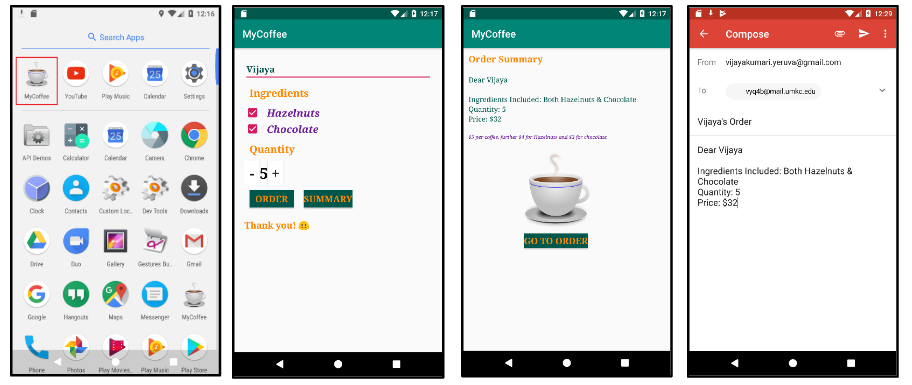 12:16
Search Apps
MyCoffee
YouTube
Play Music
Calendar
Settings
API Demos
Calculator
Calendar
Camera
Chrome
Clock
Contacts
Custom Loc..
Dev Tools
Downloads
Drive
Duo
Gallery
Gestures Bu..
Gmail
Google
Hangouts
Maps
Messenger
MyCoffee
Phone
Photos
Play Movies..
Play Music
Play Store
12:17
MyCoffee
Vijaya
Ingredients
Hazelnuts
Chocolate
Quantity
- 5 +
ORDER SUMMARY
Thank you! 🙂
12:17
MyCoffee
Order Summary
Dear Vijaya
Ingredients Included: Both Hazelnuts & Chocolate
Quantity: 5
Price: $32
$5 per coffee, further $4 for Hazelnuts and $3 for chocolate.
GO TO ORDER
12:29
Compose
From vijayakumari.yeruva@gmail.com
To vyq4b@mail.umkc.edu
Vijaya's Order
Dear Vijaya
Ingredients Included: Both Hazelnuts &
Chocolate
Quantity: 5
Price: $32